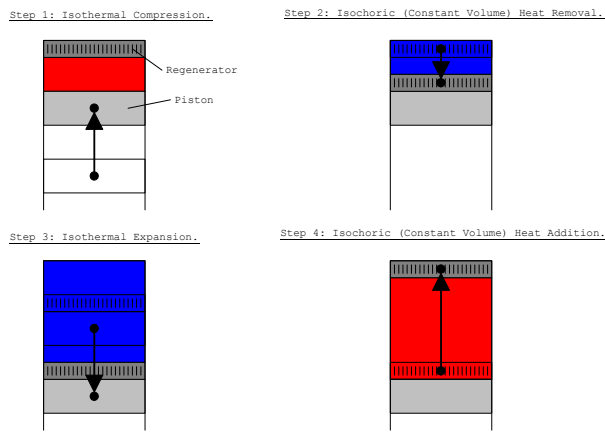 Step 1: Isothermal Compression.
Step 2: Isochoric (Constant Volume) Heat Removal.
Regenerator
Piston
Step 3: Isothermal Expansion.
Step 4: Isochoric (Constant Volume) Heat Addition.